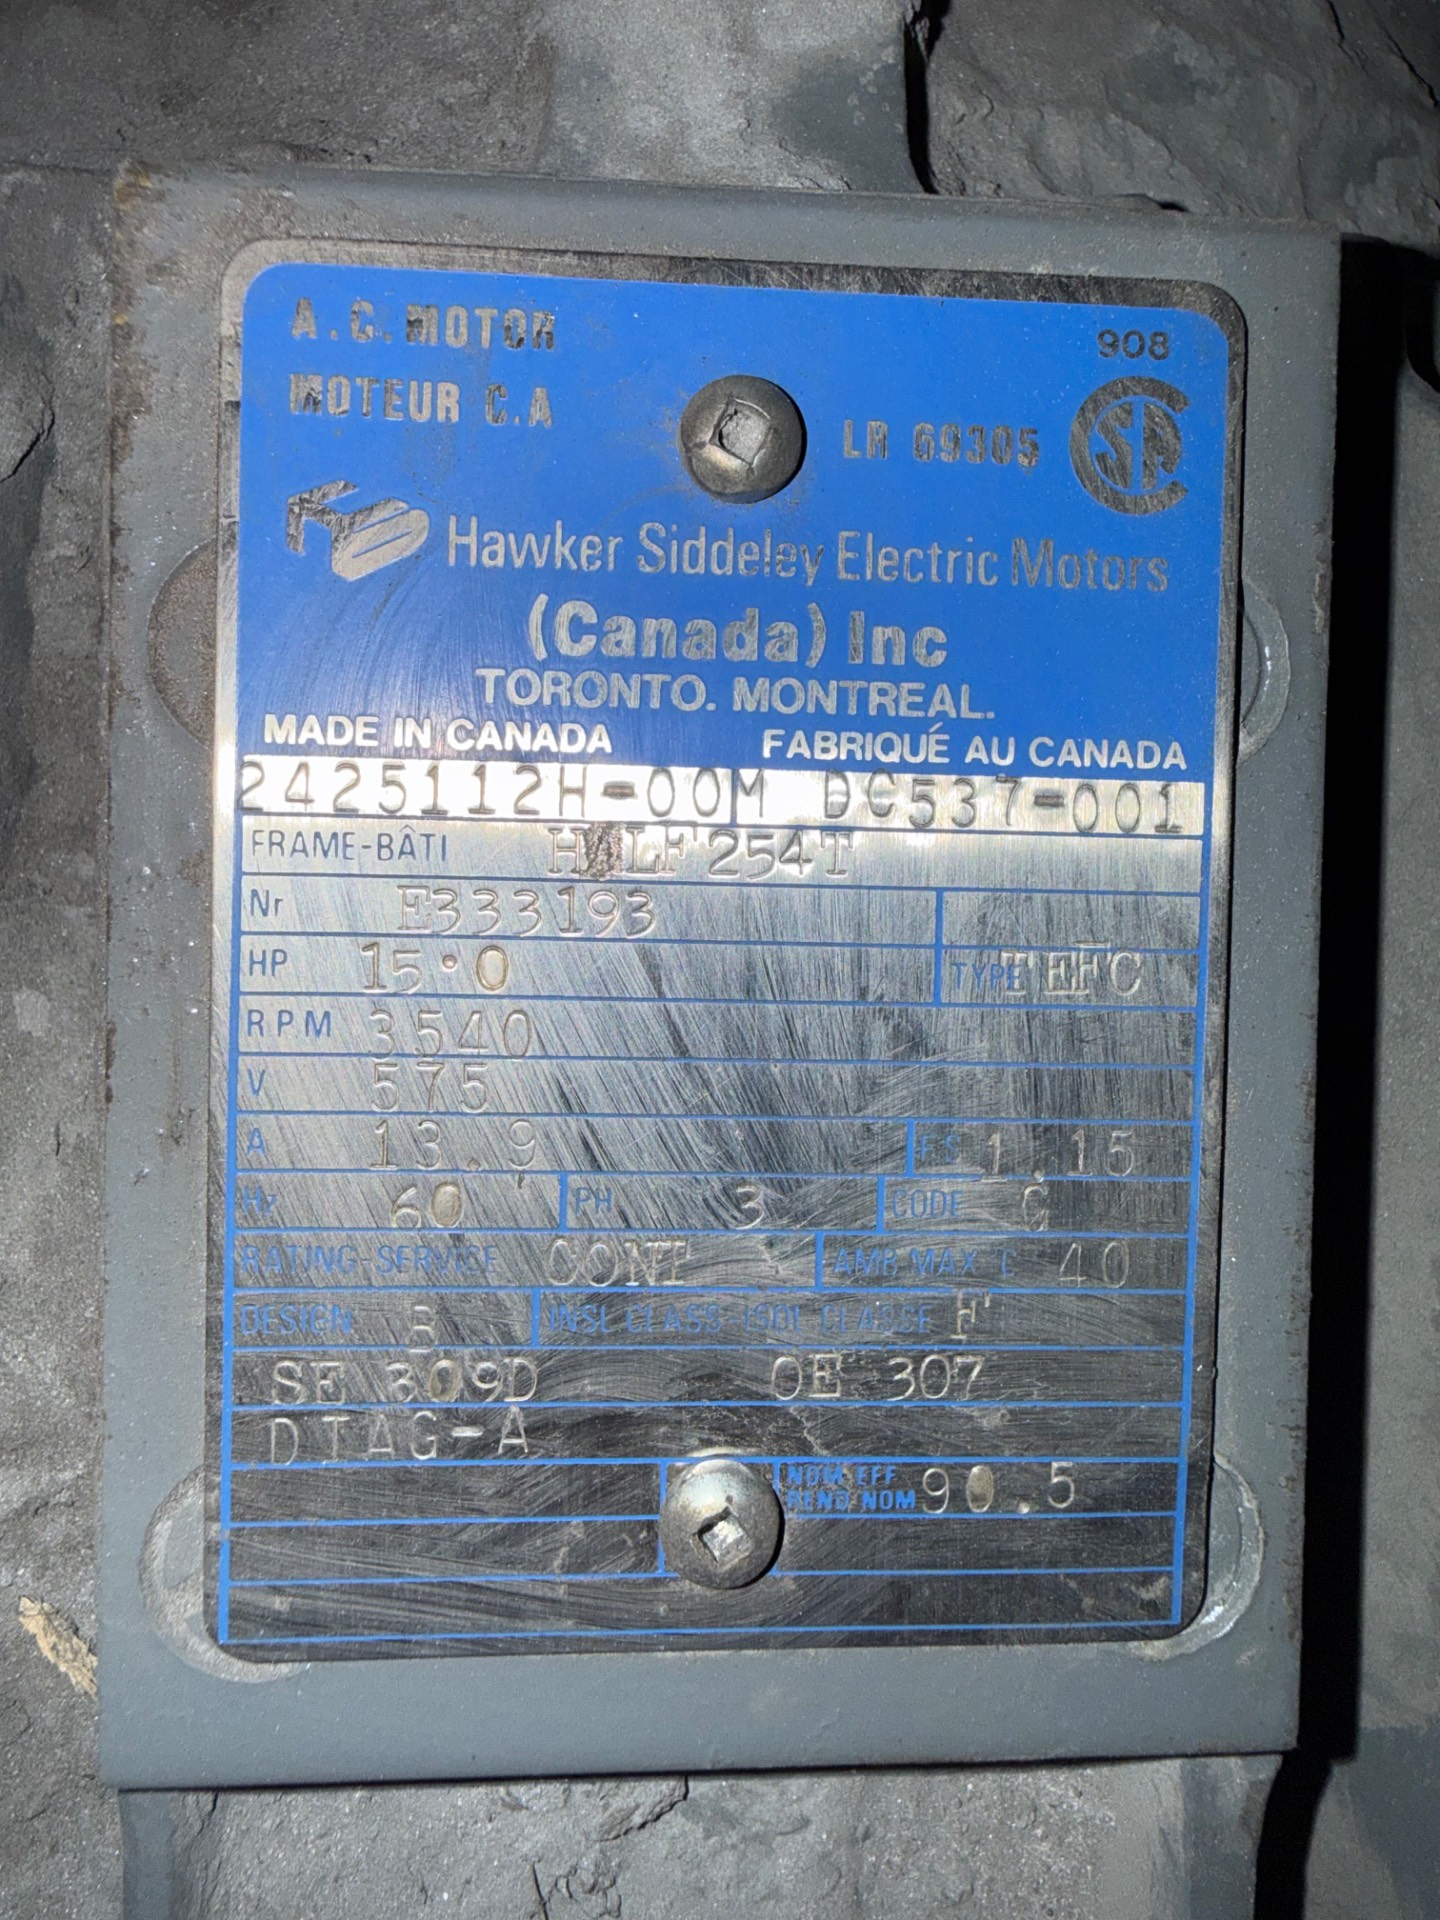 A.C. MOTOR
908
MOTEUR C.A
LR 69305
Hawker Siddeley Electric Motors
(Canada) Inc
TORONTO. MONTREAL.
MADE IN CANADA FABRIQUÉ AU CANADA
2425112H-00M DC537-001
FRAME-BÂTI 254T
Nr E333193
HP 15.0 TYPE TEFC
RPM 3540
V 575
A 13.9 FS 1.15
Hz 60 PH 3 CODE G
RATING-SERVICE CONT AMB MAX C 40
DESIGN B INSL CLASS-ISOL CLASSE F
SE 309D OE 307
DIAG-A
NOM EFF
REND NOM 90.5